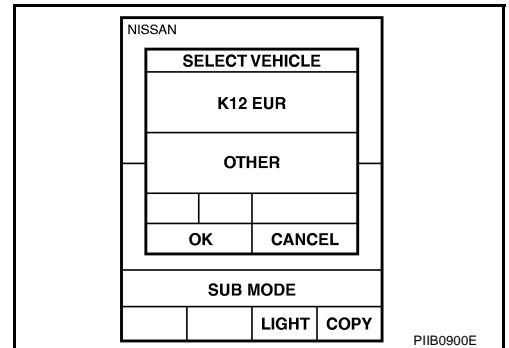 NISSAN
SELECT VEHICLE
K12 EUR
OTHER
OK CANCEL
SUB MODE
LIGHT COPY
PIIB0900E